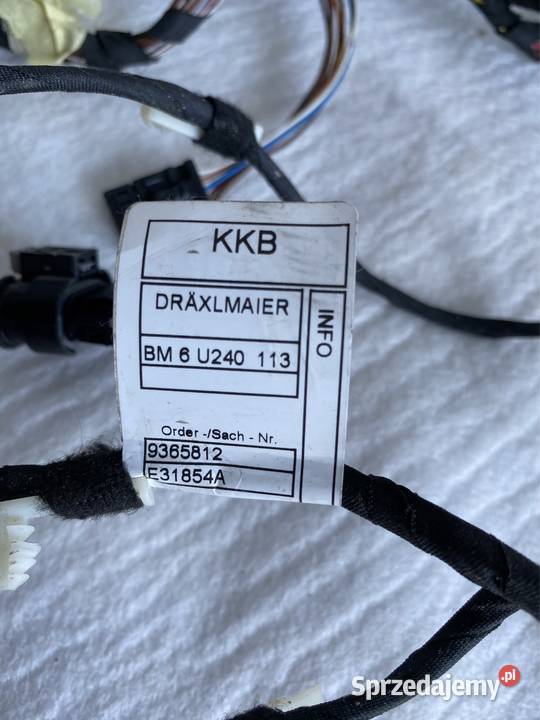 KKB
DRÄXLMAIER
INFO
BM 6 U240 113
Order -/Sach - Nr.
9365812
E31854A
Sprzedajemy.pl